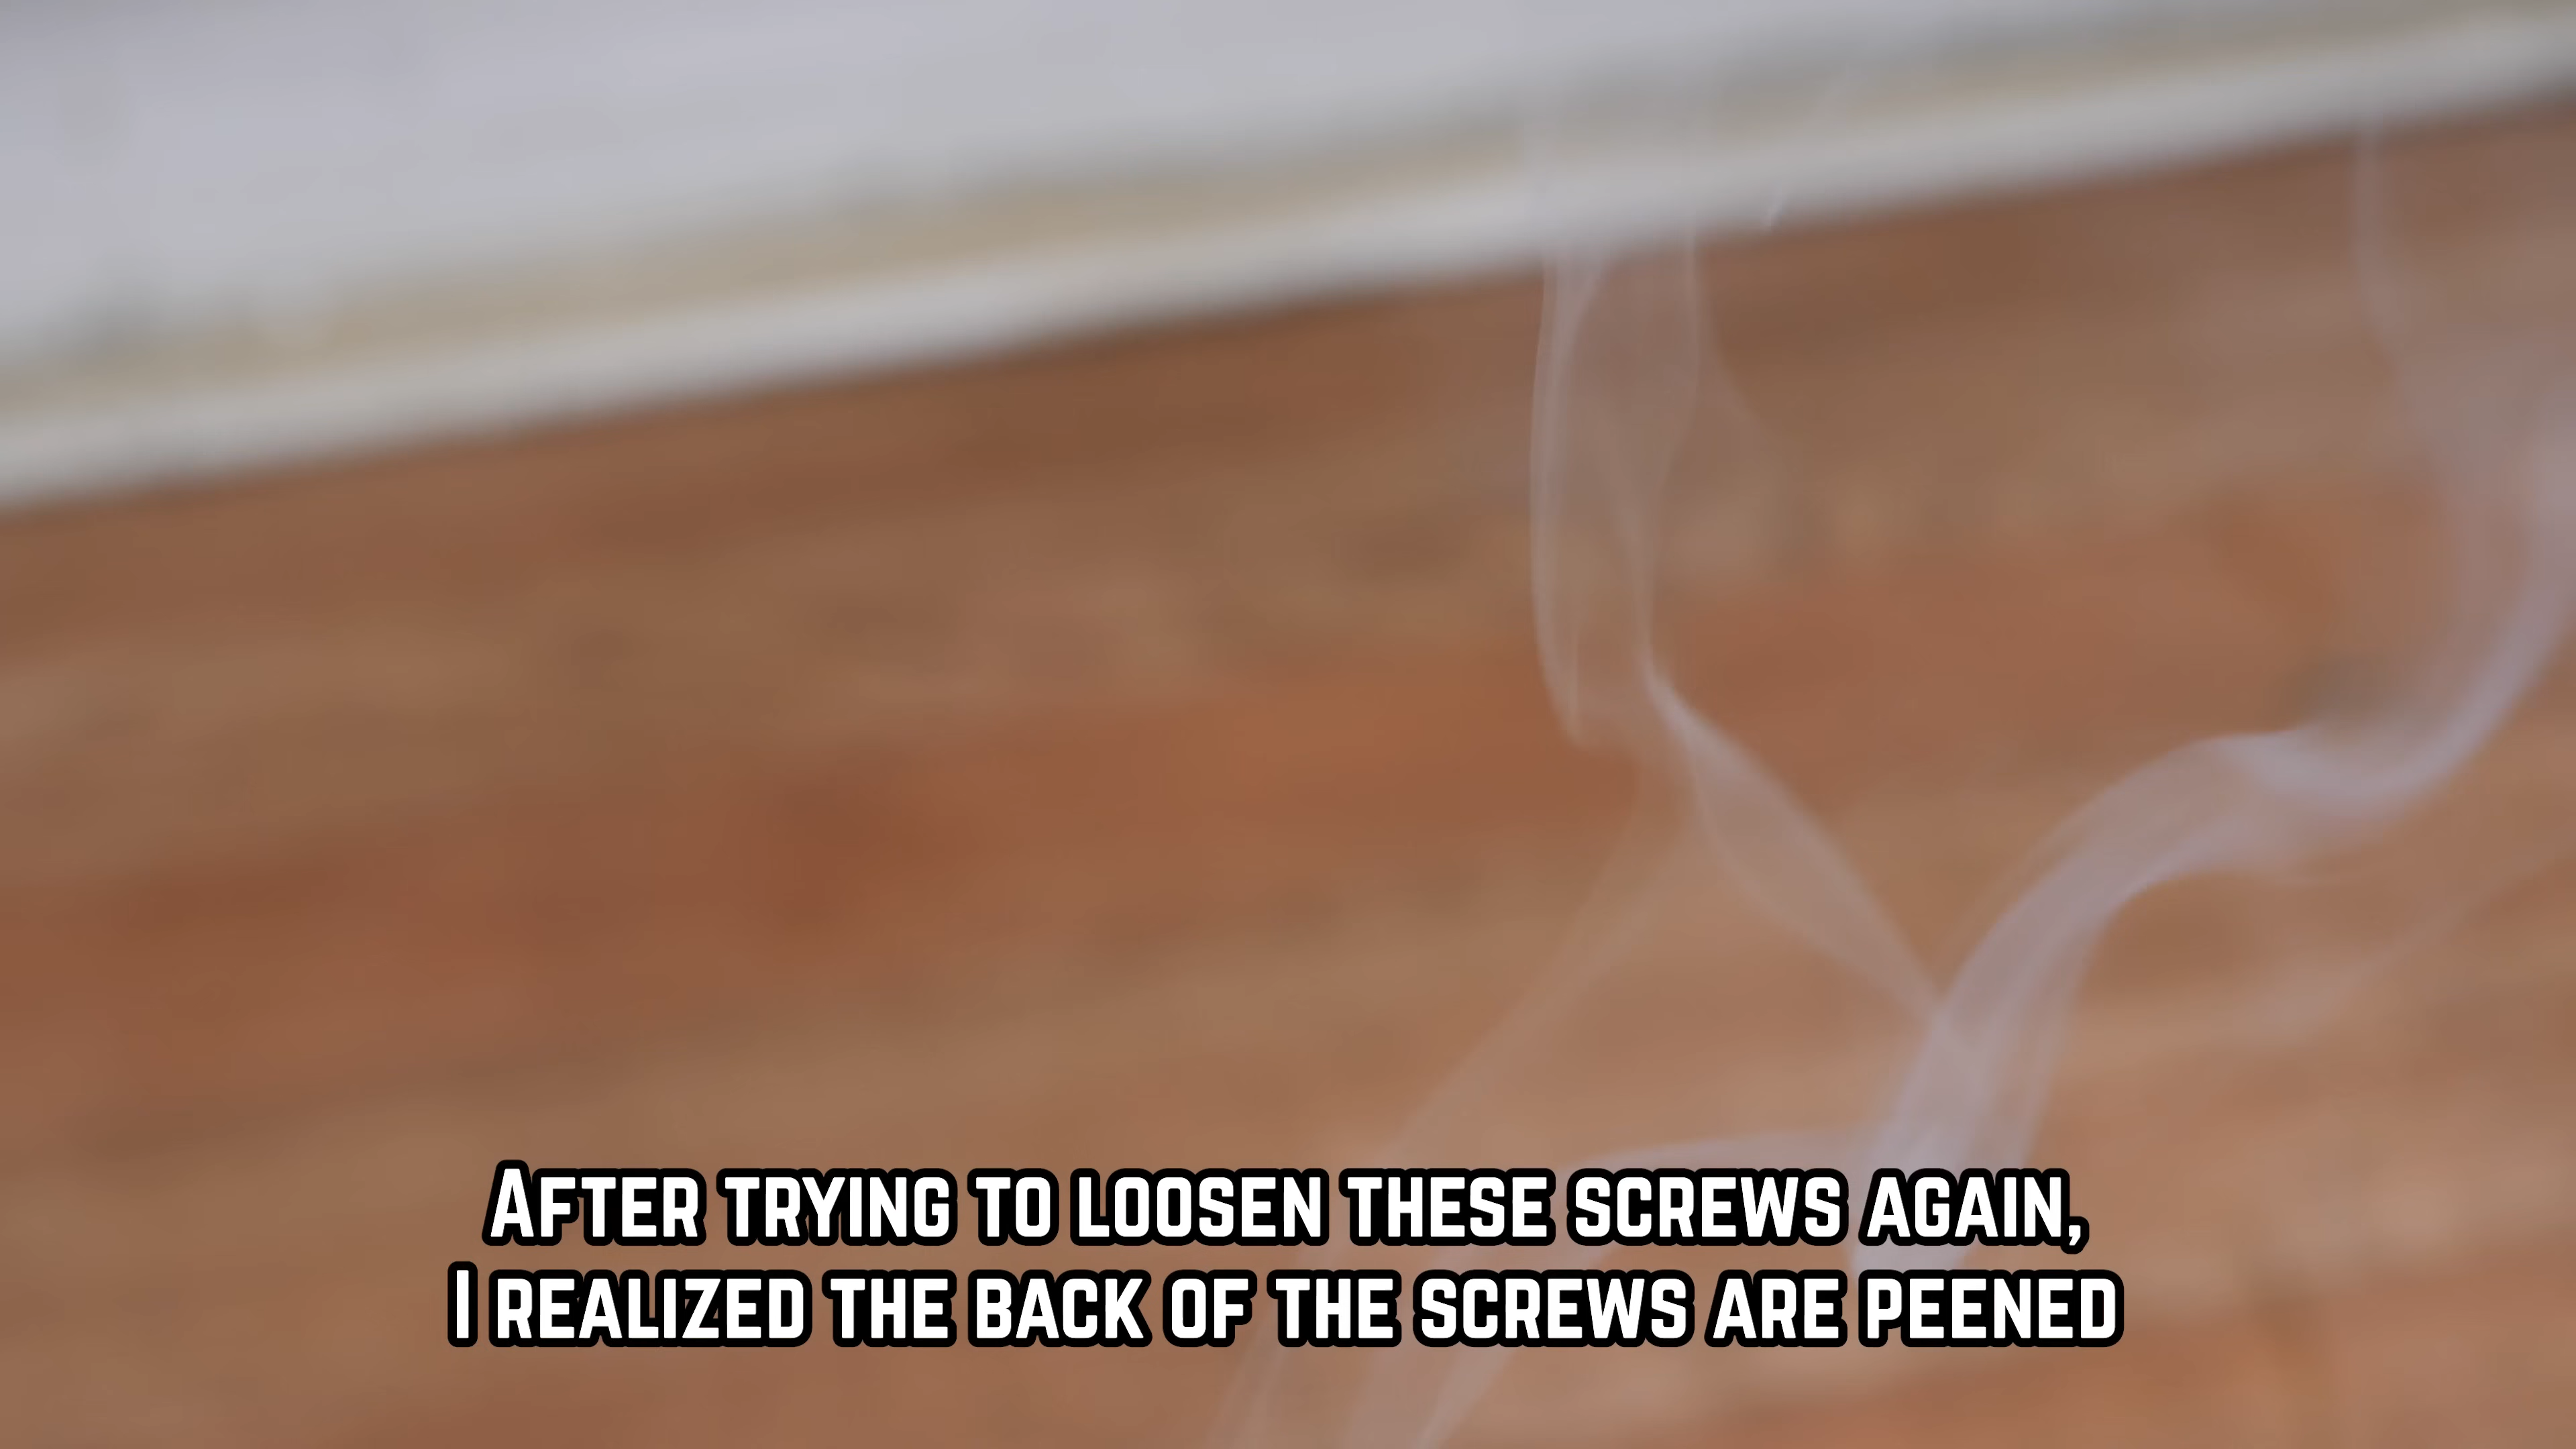 After trying to loosen these screws again,
I realized the back of the screws are peened